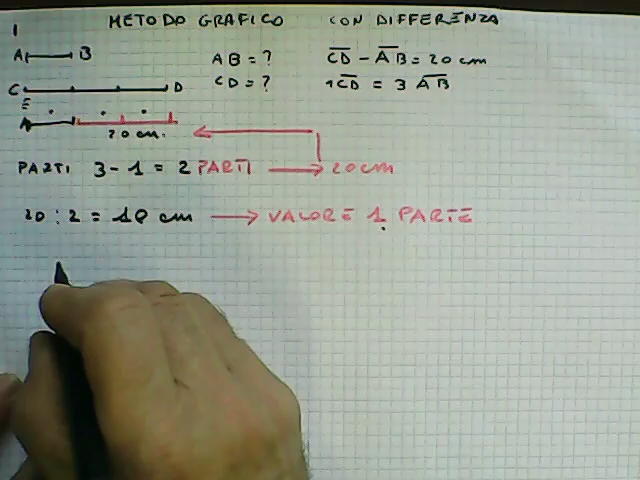 1 METODO GRAFICO CON DIFFERENZA
A B AB = ? CD - AB = 20 cm
C D CD = ? 1CD = 3 AB
E
A 20 cm.
PARTI 3 - 1 = 2 PARTI → 20 cm
20 : 2 = 10 cm → VALORE 1 PARTE